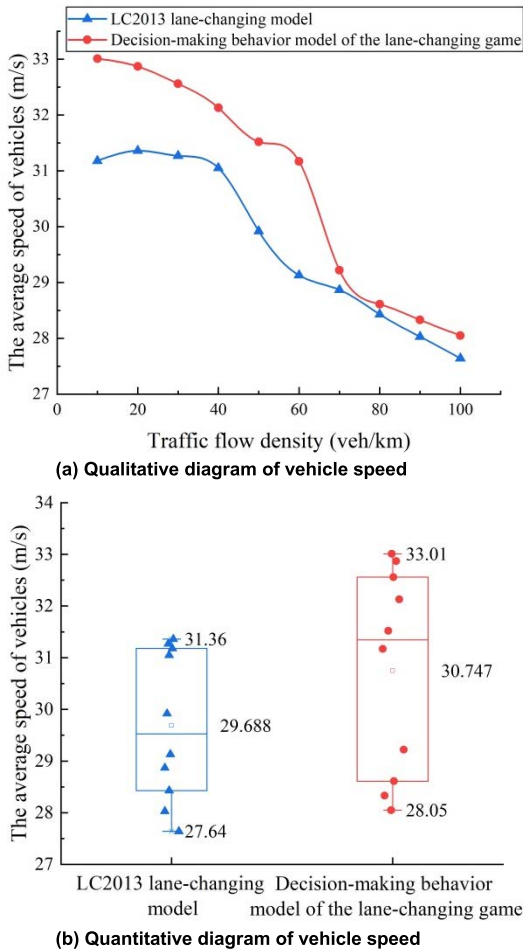 LC2013 lane-changing model
Decision-making behavior model of the lane-changing game
The average speed of vehicles (m/s)
33
32
31
30
29
28
27
0
20
40
60
80
100
Traffic flow density (veh/km)
(a) Qualitative diagram of vehicle speed
The average speed of vehicles (m/s)
34
33
32
31
30
29
28
27
31.36
29.688
27.64
33.01
30.747
28.05
LC2013 lane-changing
model
Decision-making behavior
model of the lane-changing game
(b) Quantitative diagram of vehicle speed